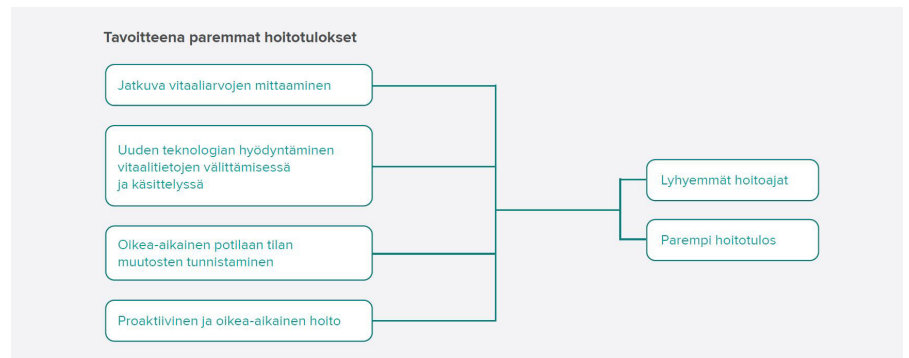 Tavoitteena paremmat hoitotulokset
Jatkuva vitaaliarvojen mittaaminen
Uuden teknologian hyödyntäminen
vitaalitietojen välittämisessä
ja käsittelyssä
Oikea-aikainen potilaan tilan
muutosten tunnistaminen
Proaktiivinen ja oikea-aikainen hoito
Lyhyemmät hoitoajat
Parempi hoitotulos